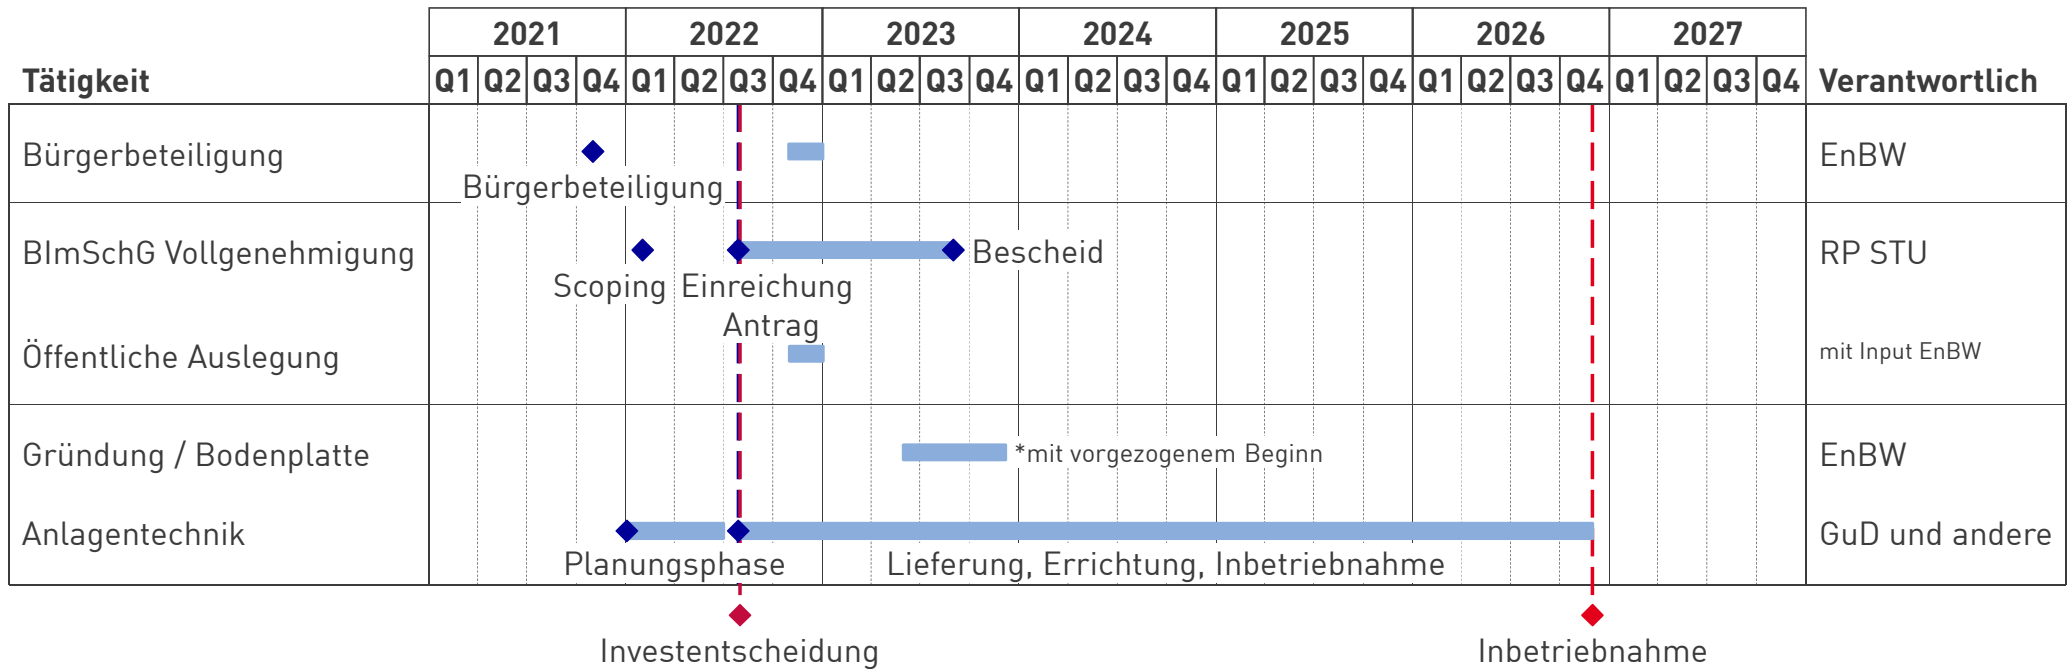 2021 2022 2023 2024 2025 2026 2027
Tätigkeit Q1 Q2 Q3 Q4 Q1 Q2 Q3 Q4 Q1 Q2 Q3 Q4 Q1 Q2 Q3 Q4 Q1 Q2 Q3 Q4 Q1 Q2 Q3 Q4 Q1 Q2 Q3 Q4 Verantwortlich
Bürgerbeteiligung EnBW
Bürgerbeteiligung
BImSchG Vollgenehmigung Bescheid RP STU
Scoping Einreichung
Antrag
Öffentliche Auslegung mit Input EnBW
Gründung / Bodenplatte *mit vorgezogenem Beginn EnBW
Anlagentechnik GuD und andere
Planungsphase Lieferung, Errichtung, Inbetriebnahme
Investentscheidung Inbetriebnahme